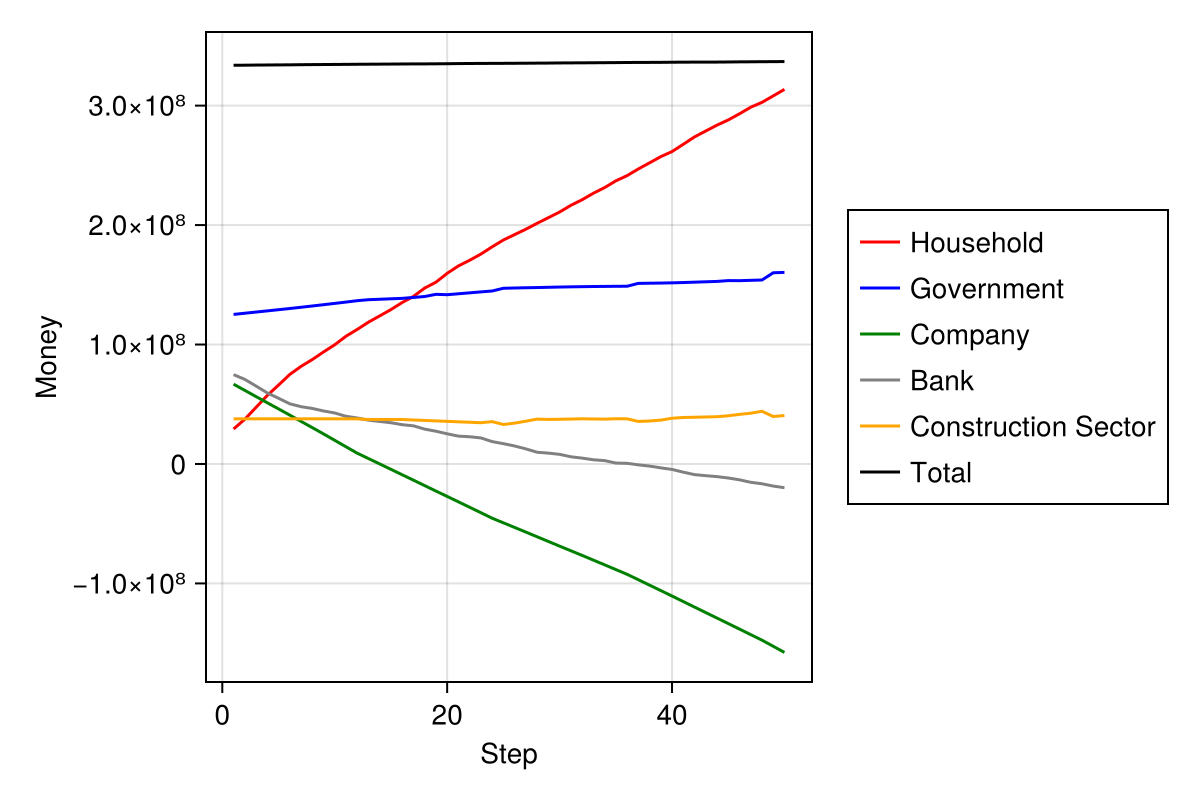 3.0×10⁸
2.0×10⁸
1.0×10⁸
0
−1.0×10⁸
Money
0 20 40
Step
Household
Government
Company
Bank
Construction Sector
Total